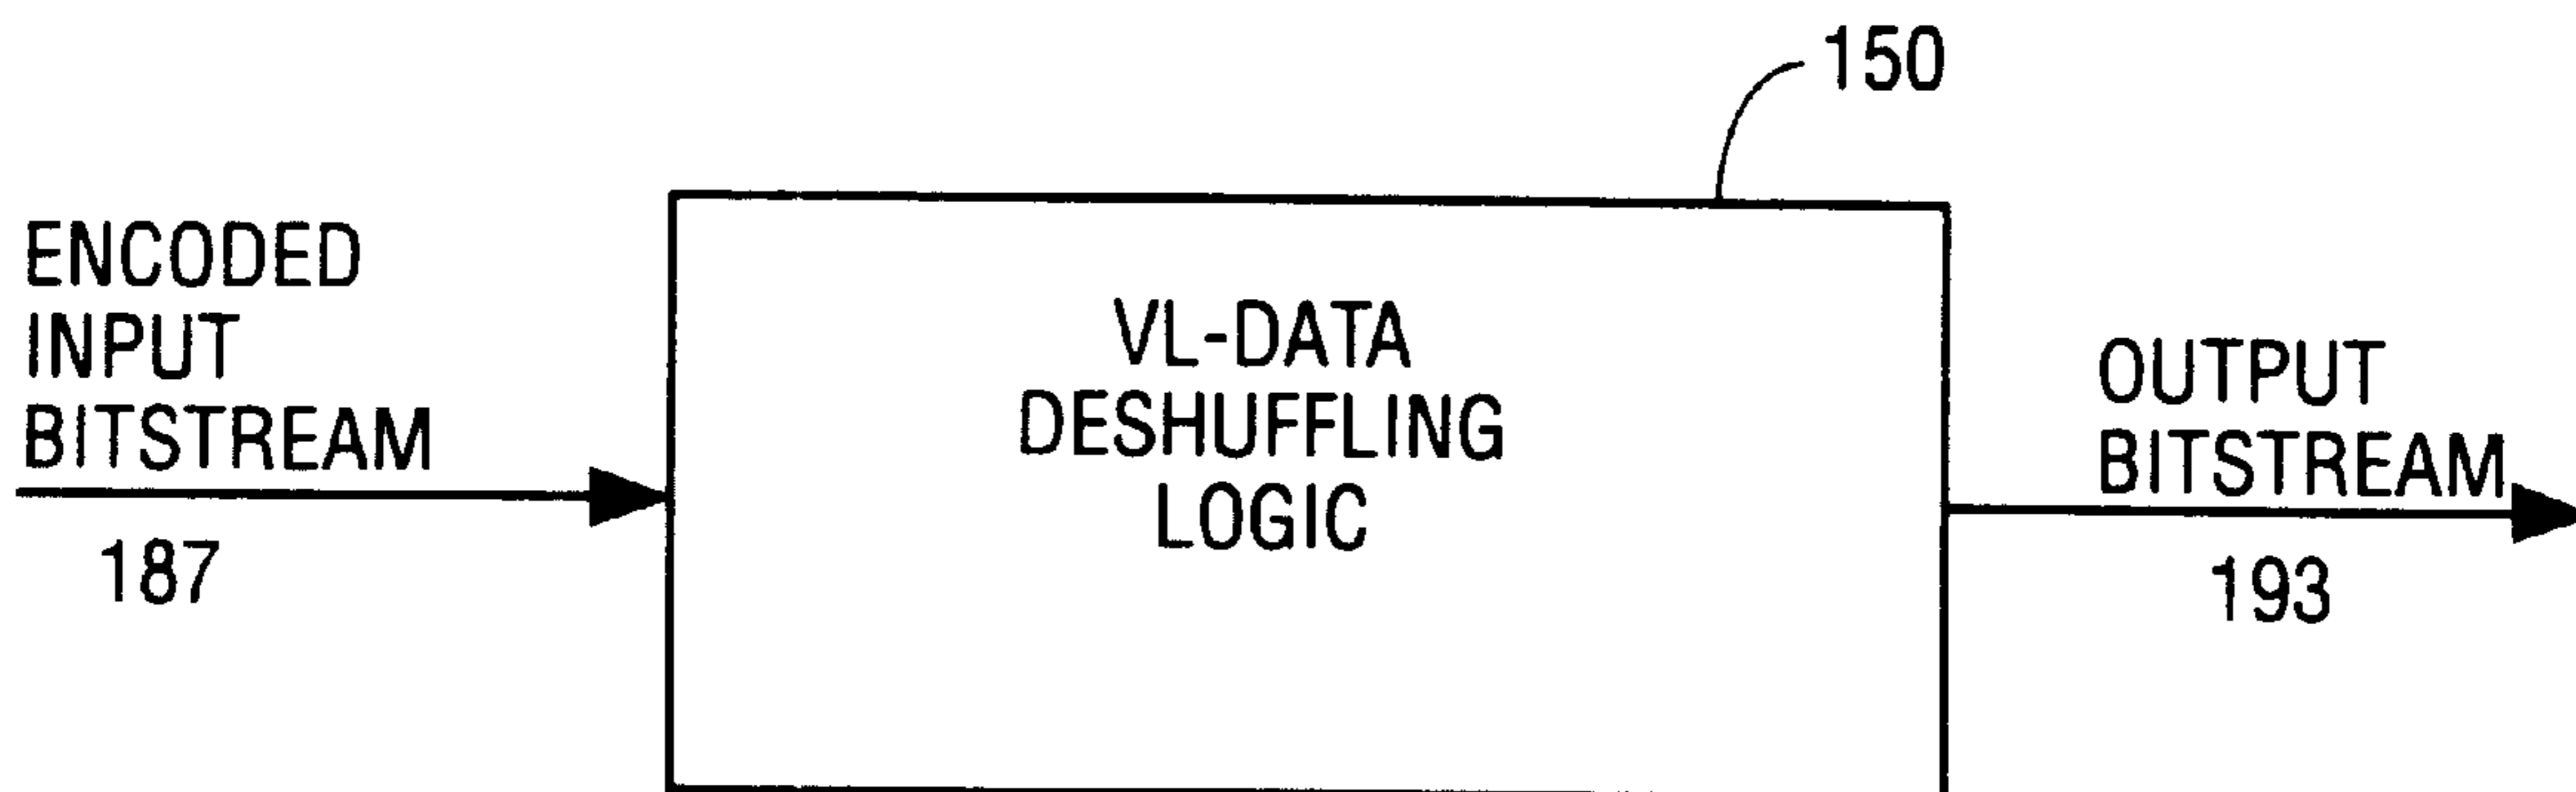 150
ENCODED
INPUT
BITSTREAM
187
VL-DATA
DESHUFFLING
LOGIC
OUTPUT
BITSTREAM
193